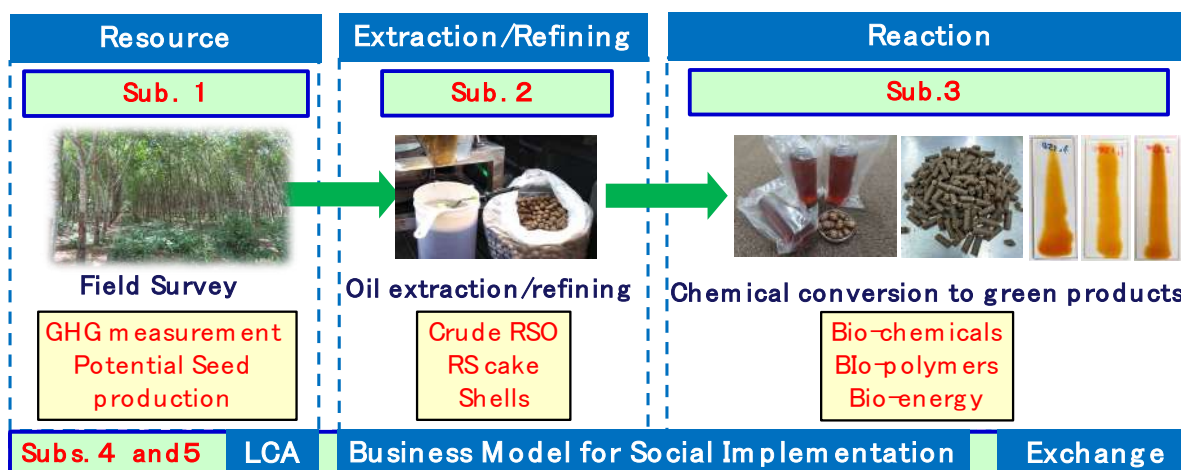 Resource
Extraction/Refining
Reaction
Sub. 1
Sub. 2
Sub.3
Field Survey
Oil extraction/refining
Chemical conversion to green products
GHG measurement
Potential Seed
production
Crude RSO
RS cake
Shells
Bio-chemicals
BIo-polymers
Bio-energy
Subs. 4 and 5
LCA
Business Model for Social Implementation
Exchange